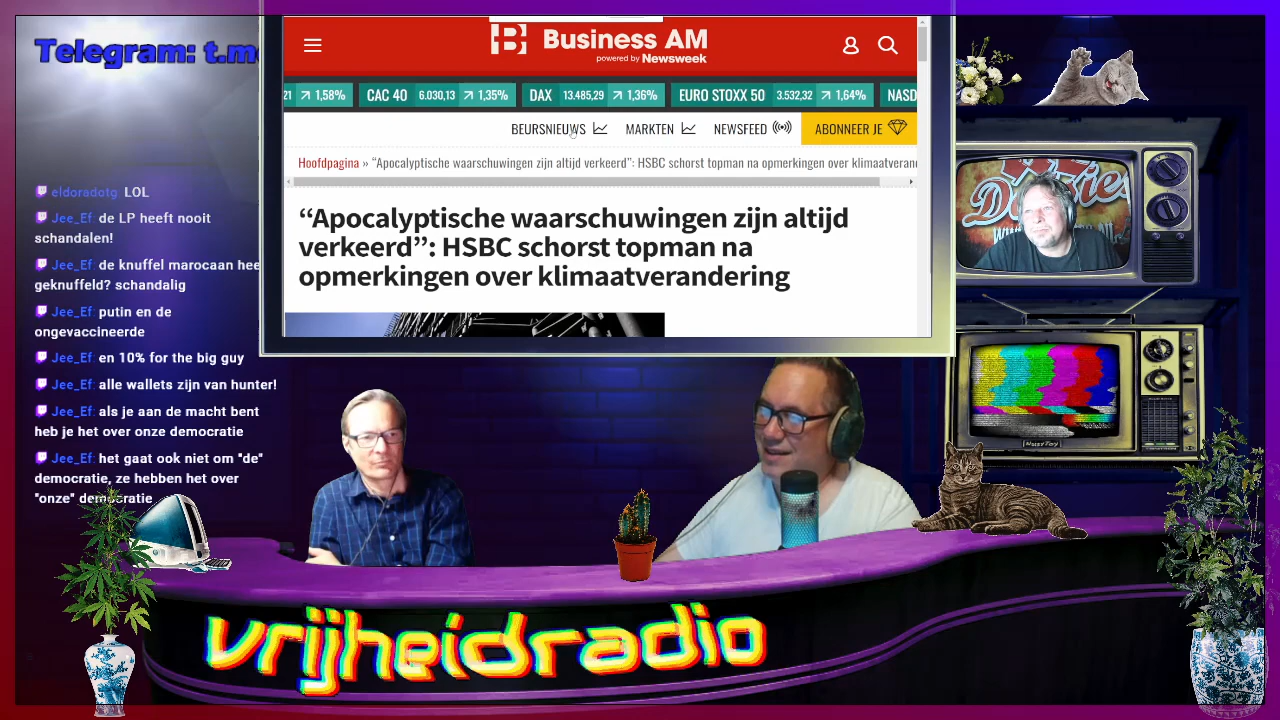 Telegram: t.m
Business AM
powered by Newsweek
21 1,58% CAC 40 6.030,13 1,35% DAX 13.485,29 1,36% EURO STOXX 50 3.532,32 1,64% NASD
BEURSNIEUWS MARKTEN NEWSFEED ABONNEER JE
Hoofdpagina » “Apocalyptische waarschuwingen zijn altijd verkeerd”: HSBC schorst topman na opmerkingen over klimaatveran
“Apocalyptische waarschuwingen zijn altijd
verkeerd”: HSBC schorst topman na
opmerkingen over klimaatverandering
eldoradotg: LOL
Jee_Ef: de LP heeft nooit
schandalen!
Jee_Ef: de knuffel marocaan hee
geknuffeld? schandalig
Jee_Ef: putin en de
ongevaccineerde
Jee_Ef: en 10% for the big guy
Jee_Ef: alle wallets zijn van hunter!
Jee_Ef: als je aan de macht bent
heb je het over onze democratie
Jee_Ef: het gaat ook niet om "de"
democratie, ze hebben het over
"onze" democratie
vrijheidradio